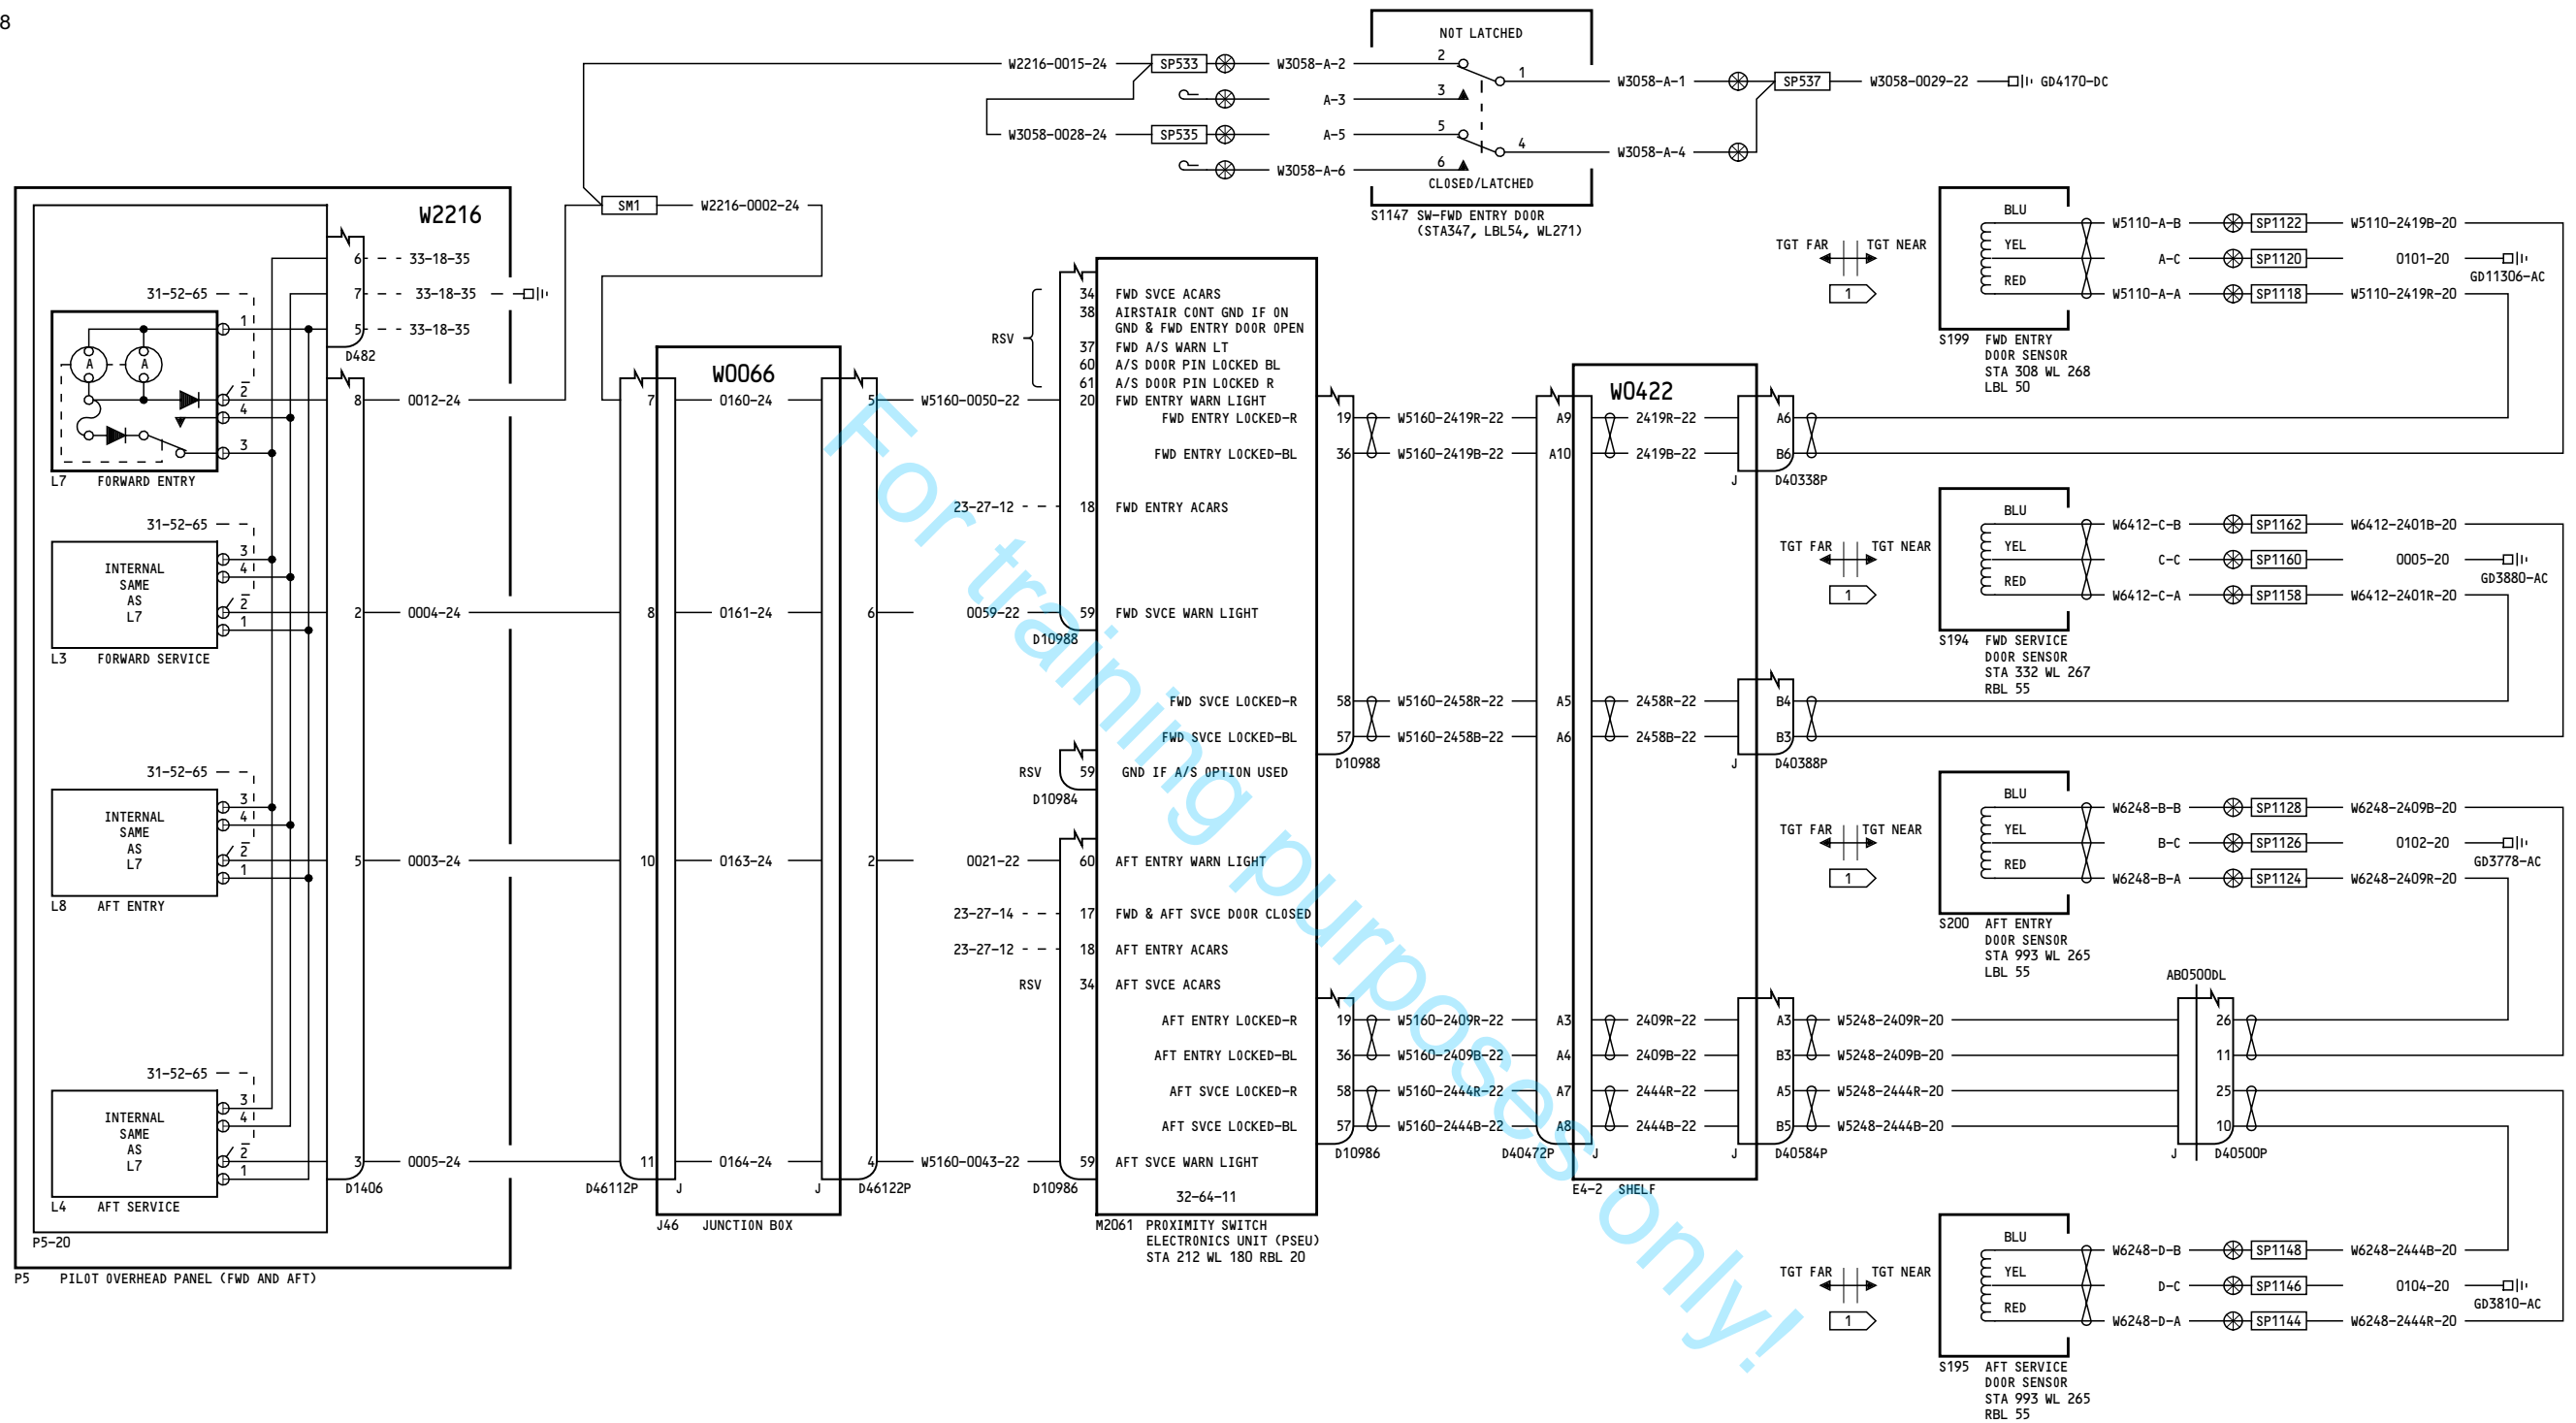 8
NOT LATCHED
W2216-0015-24 SP533 W3058-A-2 2
1 W3058-A-1 SP537 W3058-0029-22 GD4170-DC
A-3 3
W3058-0028-24 SP535 A-5 5
4 W3058-A-4
W3058-A-6 6
CLOSED/LATCHED
S1147 SW-FWD ENTRY DOOR
(STA347, LBL54, WL271)
SM1 W2216-0002-24
W2216
6 33-18-35
7 33-18-35
5 33-18-35
D482
31-52-65
A A
1
2
4
3
L7 FORWARD ENTRY
8 0012-24
31-52-65
INTERNAL
SAME
AS
L7
3
4
2
1
L3 FORWARD SERVICE
2 0004-24
31-52-65
INTERNAL
SAME
AS
L7
3
4
2
1
L8 AFT ENTRY
5 0003-24
31-52-65
INTERNAL
SAME
AS
L7
3
4
2
1
L4 AFT SERVICE
3 0005-24
D1406
P5-20
P5 PILOT OVERHEAD PANEL (FWD AND AFT)
W0066
7 0160-24 5 W5160-0050-22
8 0161-24 6 0059-22
10 0163-24 2 0021-22
11 0164-24 4 W5160-0043-22
D46112P J J D46122P
J46 JUNCTION BOX
RSV
34 FWD SVCE ACARS
38 AIRSTAIR CONT GND IF ON
GND & FWD ENTRY DOOR OPEN
37 FWD A/S WARN LT
60 A/S DOOR PIN LOCKED BL
61 A/S DOOR PIN LOCKED R
20 FWD ENTRY WARN LIGHT
FWD ENTRY LOCKED-R 19 W5160-2419R-22
FWD ENTRY LOCKED-BL 36 W5160-2419B-22
23-27-12 18 FWD ENTRY ACARS
59 FWD SVCE WARN LIGHT
D10988
FWD SVCE LOCKED-R 58 W5160-2458R-22
FWD SVCE LOCKED-BL 57 W5160-2458B-22
D10988
RSV 59 GND IF A/S OPTION USED
D10984
60 AFT ENTRY WARN LIGHT
23-27-14 17 FWD & AFT SVCE DOOR CLOSED
23-27-12 18 AFT ENTRY ACARS
RSV 34 AFT SVCE ACARS
AFT ENTRY LOCKED-R 19 W5160-2409R-22
AFT ENTRY LOCKED-BL 36 W5160-2409B-22
AFT SVCE LOCKED-R 58 W5160-2444R-22
AFT SVCE LOCKED-BL 57 W5160-2444B-22
D10986
59 AFT SVCE WARN LIGHT
D10986
32-64-11
M2061 PROXIMITY SWITCH
ELECTRONICS UNIT (PSEU)
STA 212 WL 180 RBL 20
W0422
A9 2419R-22 A6
A10 2419B-22 B6
J D40338P
A5 2458R-22 B4
A6 2458B-22 B3
J D40388P
A3 2409R-22 A3 W5248-2409R-20 26
A4 2409B-22 B3 W5248-2409B-20 11
A7 2444R-22 A5 W5248-2444R-20 25
A8 2444B-22 B5 W5248-2444B-20 10
D40472P J J D40584P
AB0500DL
J D40500P
E4-2 SHELF
TGT FAR TGT NEAR
1
BLU W5110-A-B SP1122 W5110-2419B-20
YEL A-C SP1120 0101-20
GD11306-AC
RED W5110-A-A SP1118 W5110-2419R-20
S199 FWD ENTRY
DOOR SENSOR
STA 308 WL 268
LBL 50
TGT FAR TGT NEAR
1
BLU W6412-C-B SP1162 W6412-2401B-20
YEL C-C SP1160 0005-20
GD3880-AC
RED W6412-C-A SP1158 W6412-2401R-20
S194 FWD SERVICE
DOOR SENSOR
STA 332 WL 267
RBL 55
TGT FAR TGT NEAR
1
BLU W6248-B-B SP1128 W6248-2409B-20
YEL B-C SP1126 0102-20
GD3778-AC
RED W6248-B-A SP1124 W6248-2409R-20
S200 AFT ENTRY
DOOR SENSOR
STA 993 WL 265
LBL 55
TGT FAR TGT NEAR
1
BLU W6248-D-B SP1148 W6248-2444B-20
YEL D-C SP1146 0104-20
GD3810-AC
RED W6248-D-A SP1144 W6248-2444R-20
S195 AFT SERVICE
DOOR SENSOR
STA 993 WL 265
RBL 55
For training purposes only!